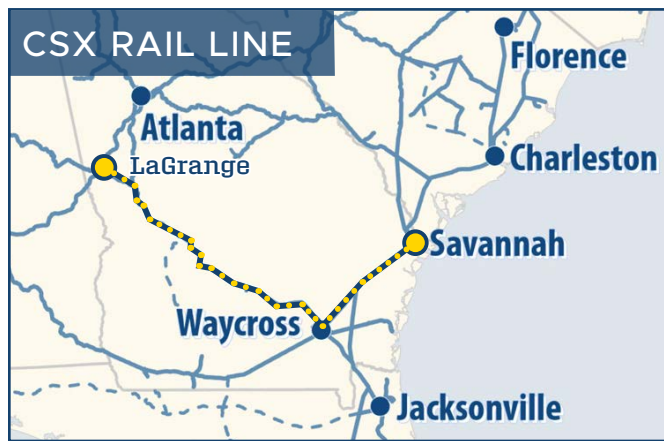 CSX RAIL LINE
Florence
Atlanta
Charleston
LaGrange
Savannah
Waycross
Jacksonville